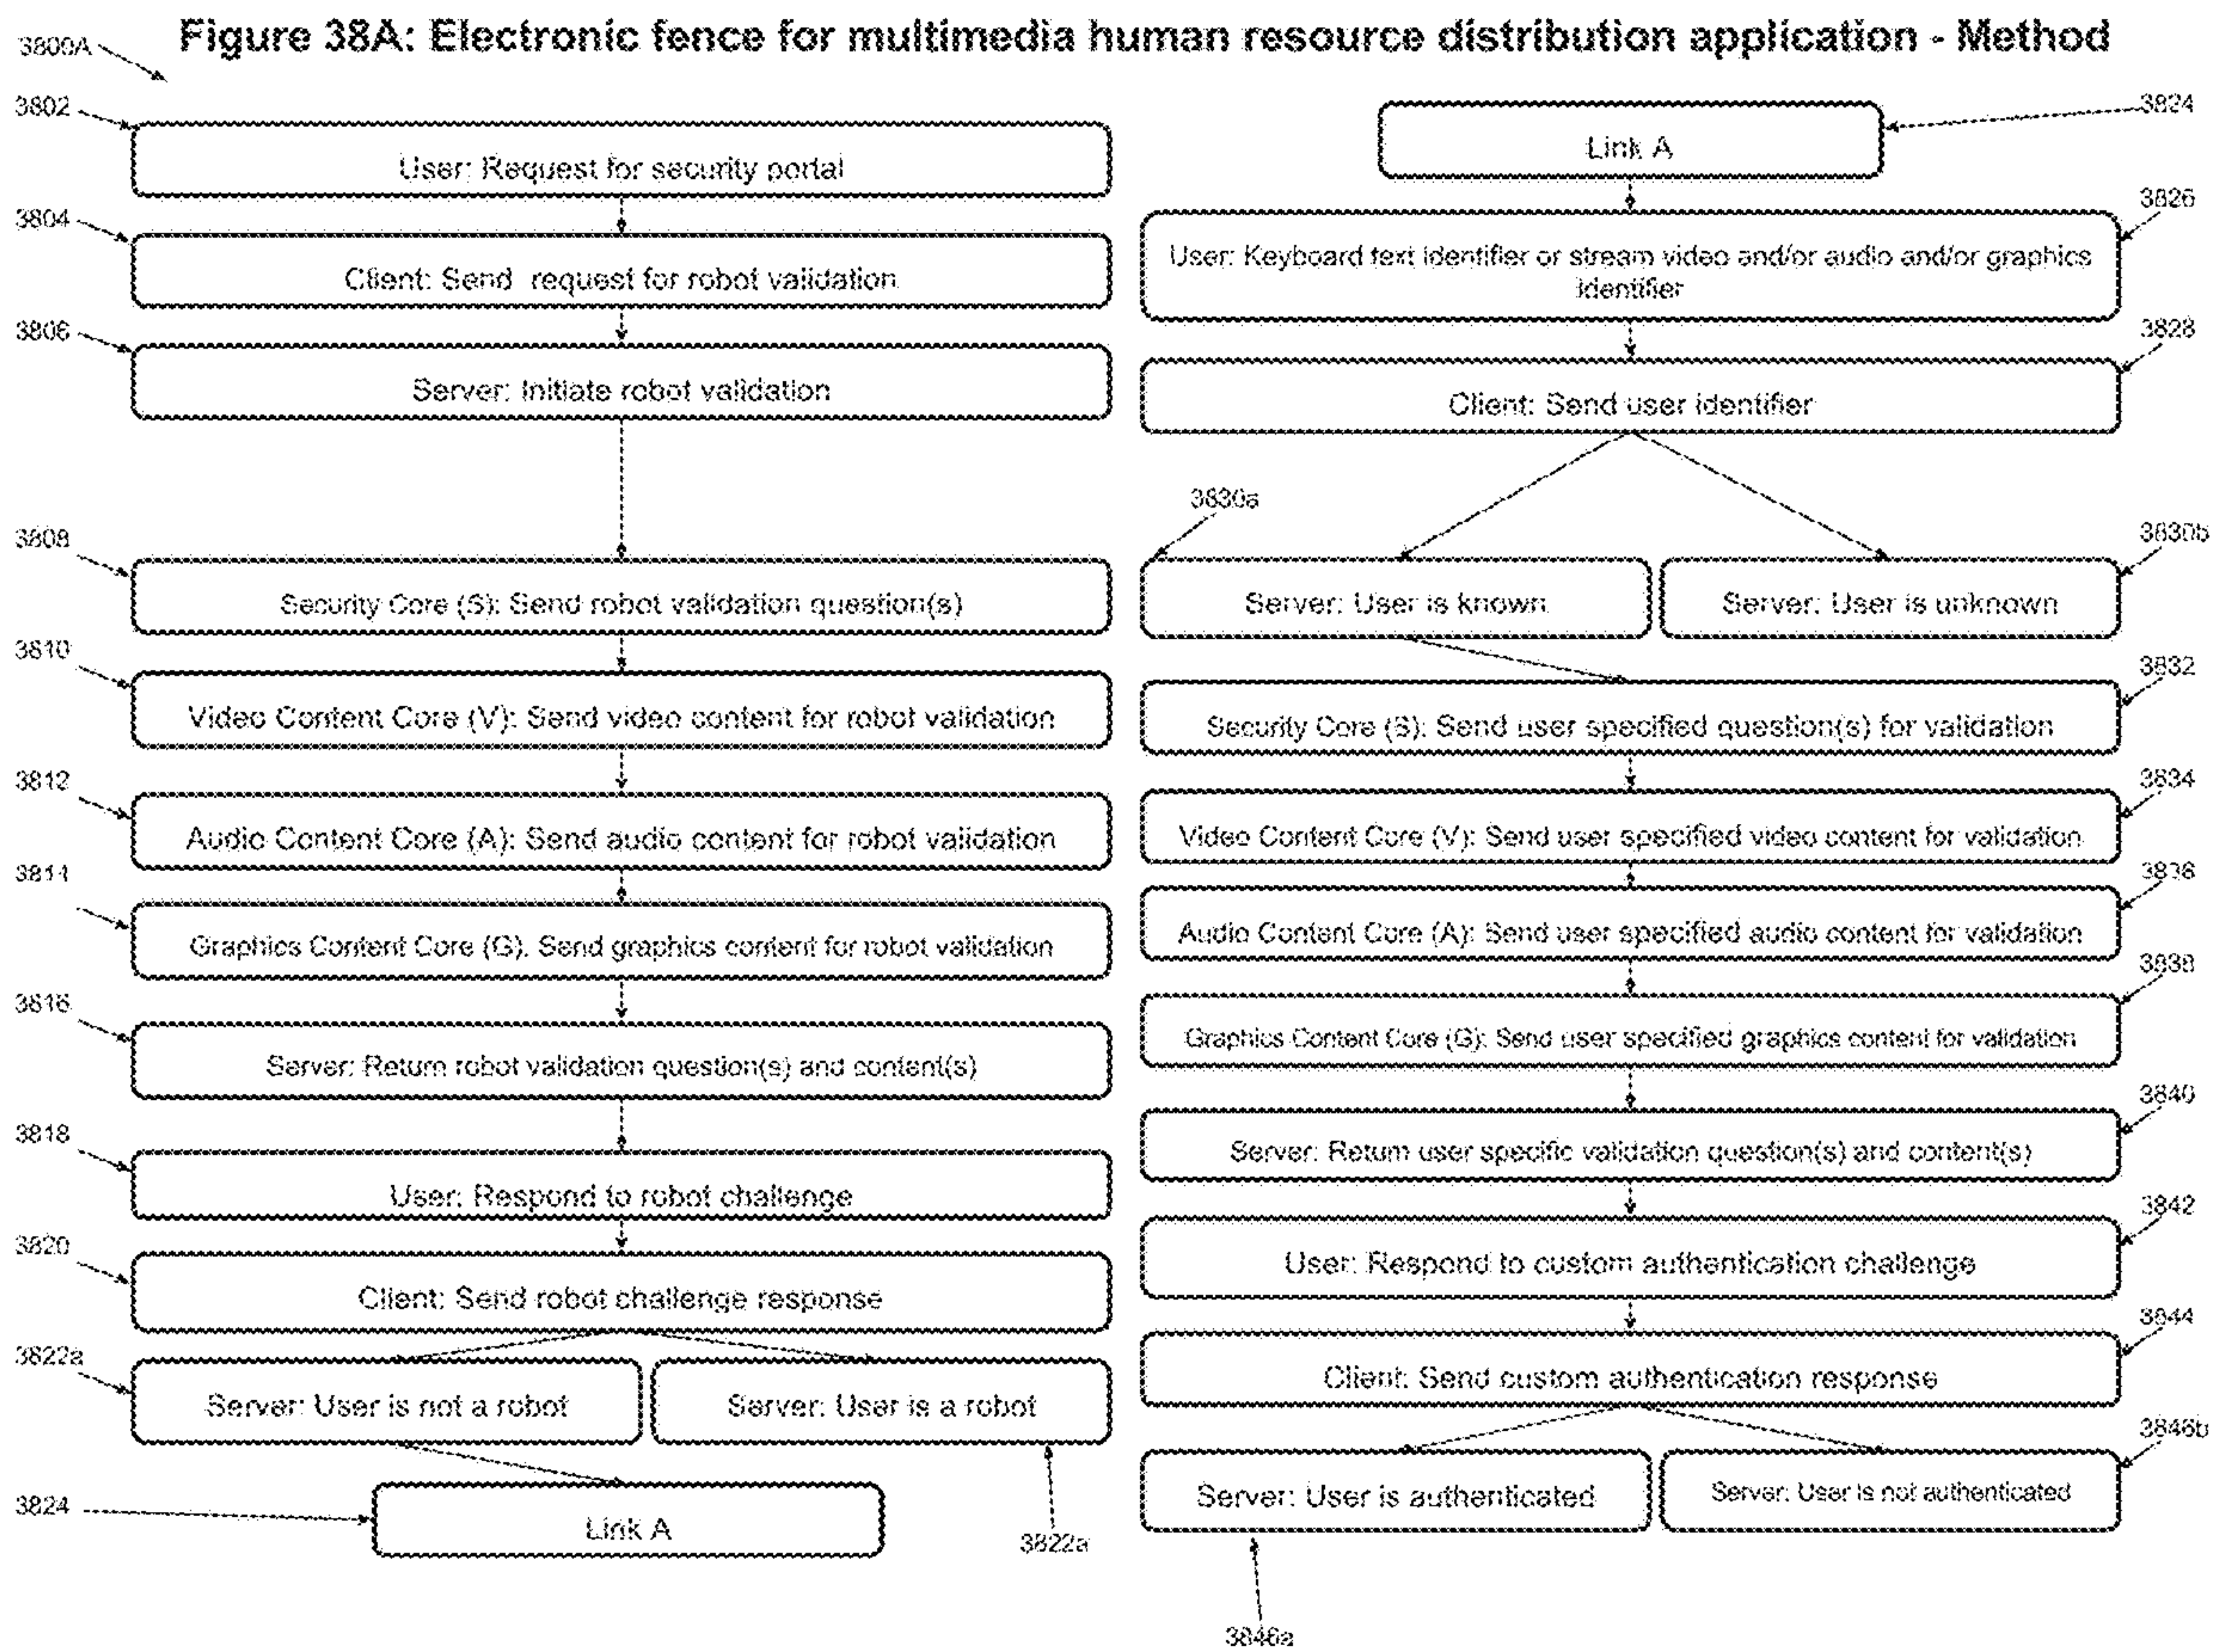 Figure 38A: Electronic fence for multimedia human resource distribution application - Method
3800A
3802
User: Request for security portal
3804
Client: Send request for robot validation
3806
Server: Initiate robot validation
3808
Security Core (S): Send robot validation question(s)
3810
Video Content Core (V): Send video content for robot validation
3812
Audio Content Core (A): Send audio content for robot validation
3814
Graphics Content Core (G). Send graphics content for robot validation
3816
Server: Return robot validation question(s) and content(s)
3818
User: Respond to robot challenge
3820
Client: Send robot challenge response
3822a
Server: User is not a robot
Server: User is a robot
3822a
3824
Link A
3824
Link A
3826
User: Keyboard text identifier or stream video and/or audio and/or graphics
identifier
3828
Client: Send user identifier
3830a
Server: User is known
3830b
Server: User is unknown
3832
Security Core (S): Send user specified question(s) for validation
3834
Video Content Core (V): Send user specified video content for validation
3836
Audio Content Core (A): Send user specified audio content for validation
3838
Graphics Content Core (G): Send user specified graphics content for validation
3840
Server: Return user specific validation question(s) and content(s)
3842
User: Respond to custom authentication challenge
3844
Client: Send custom authentication response
Server: User is authenticated
3846b
Server: User is not authenticated
3846a